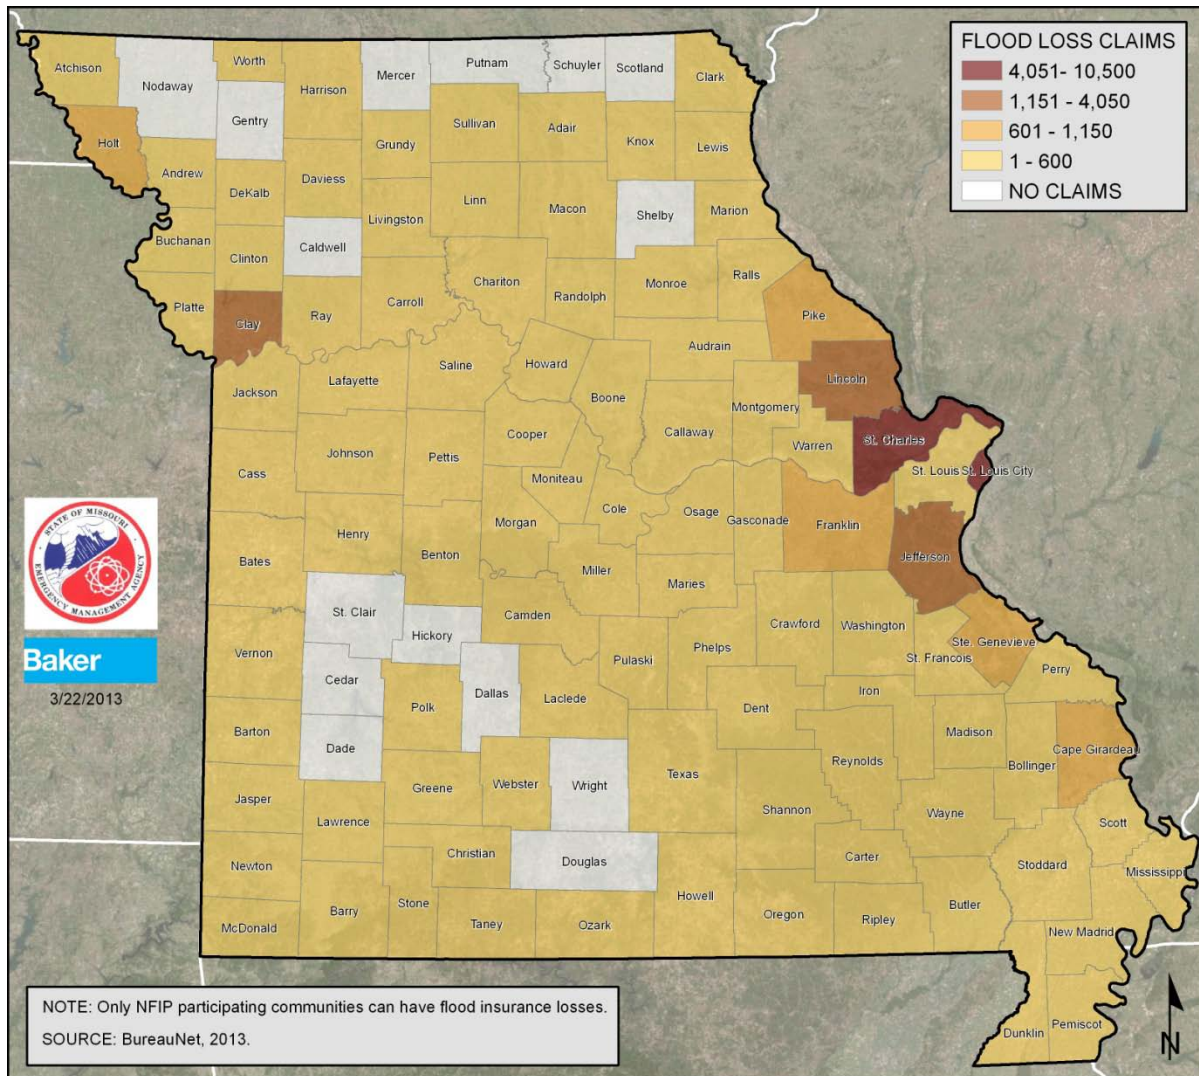 FLOOD LOSS CLAIMS
4,051- 10,500
1,151 - 4,050
601 - 1,150
1 - 600
NO CLAIMS
Atchison
Nodaway
Worth
Harrison
Mercer
Putnam
Schuyler
Scotland
Clark
Gentry
Holt
Sullivan
Adair
Knox
Lewis
Grundy
Andrew
DeKalb
Daviess
Livingston
Linn
Macon
Shelby
Marion
Buchanan
Clinton
Caldwell
Chariton
Randolph
Monroe
Ralls
Platte
Clay
Ray
Carroll
Pike
Audrain
Saline
Howard
Lincoln
Jackson
Lafayette
Boone
Montgomery
Cooper
Callaway
Warren
St. Charles
Cass
Johnson
Pettis
Moniteau
St. Louis
St. Louis City
Cole
Osage
Gasconade
Franklin
Morgan
Henry
Benton
Bates
Miller
Maries
Jefferson
St. Clair
Hickory
Camden
Crawford
Washington
Ste. Genevieve
Vernon
Pulaski
Phelps
St. Francois
Perry
Cedar
Dallas
Laclede
Iron
Polk
Dent
Barton
Dade
Madison
Cape Girardeau
Bollinger
Texas
Reynolds
Jasper
Greene
Webster
Wright
Lawrence
Shannon
Wayne
Scott
Christian
Douglas
Carter
Stoddard
Newton
Mississippi
Howell
Butler
Barry
Stone
Taney
Ozark
Oregon
Ripley
McDonald
New Madrid
Dunklin
Pemiscot
STATE OF MISSOURI
EMERGENCY MANAGEMENT AGENCY
Baker
3/22/2013
NOTE: Only NFIP participating communities can have flood insurance losses.
SOURCE: BureauNet, 2013.
N